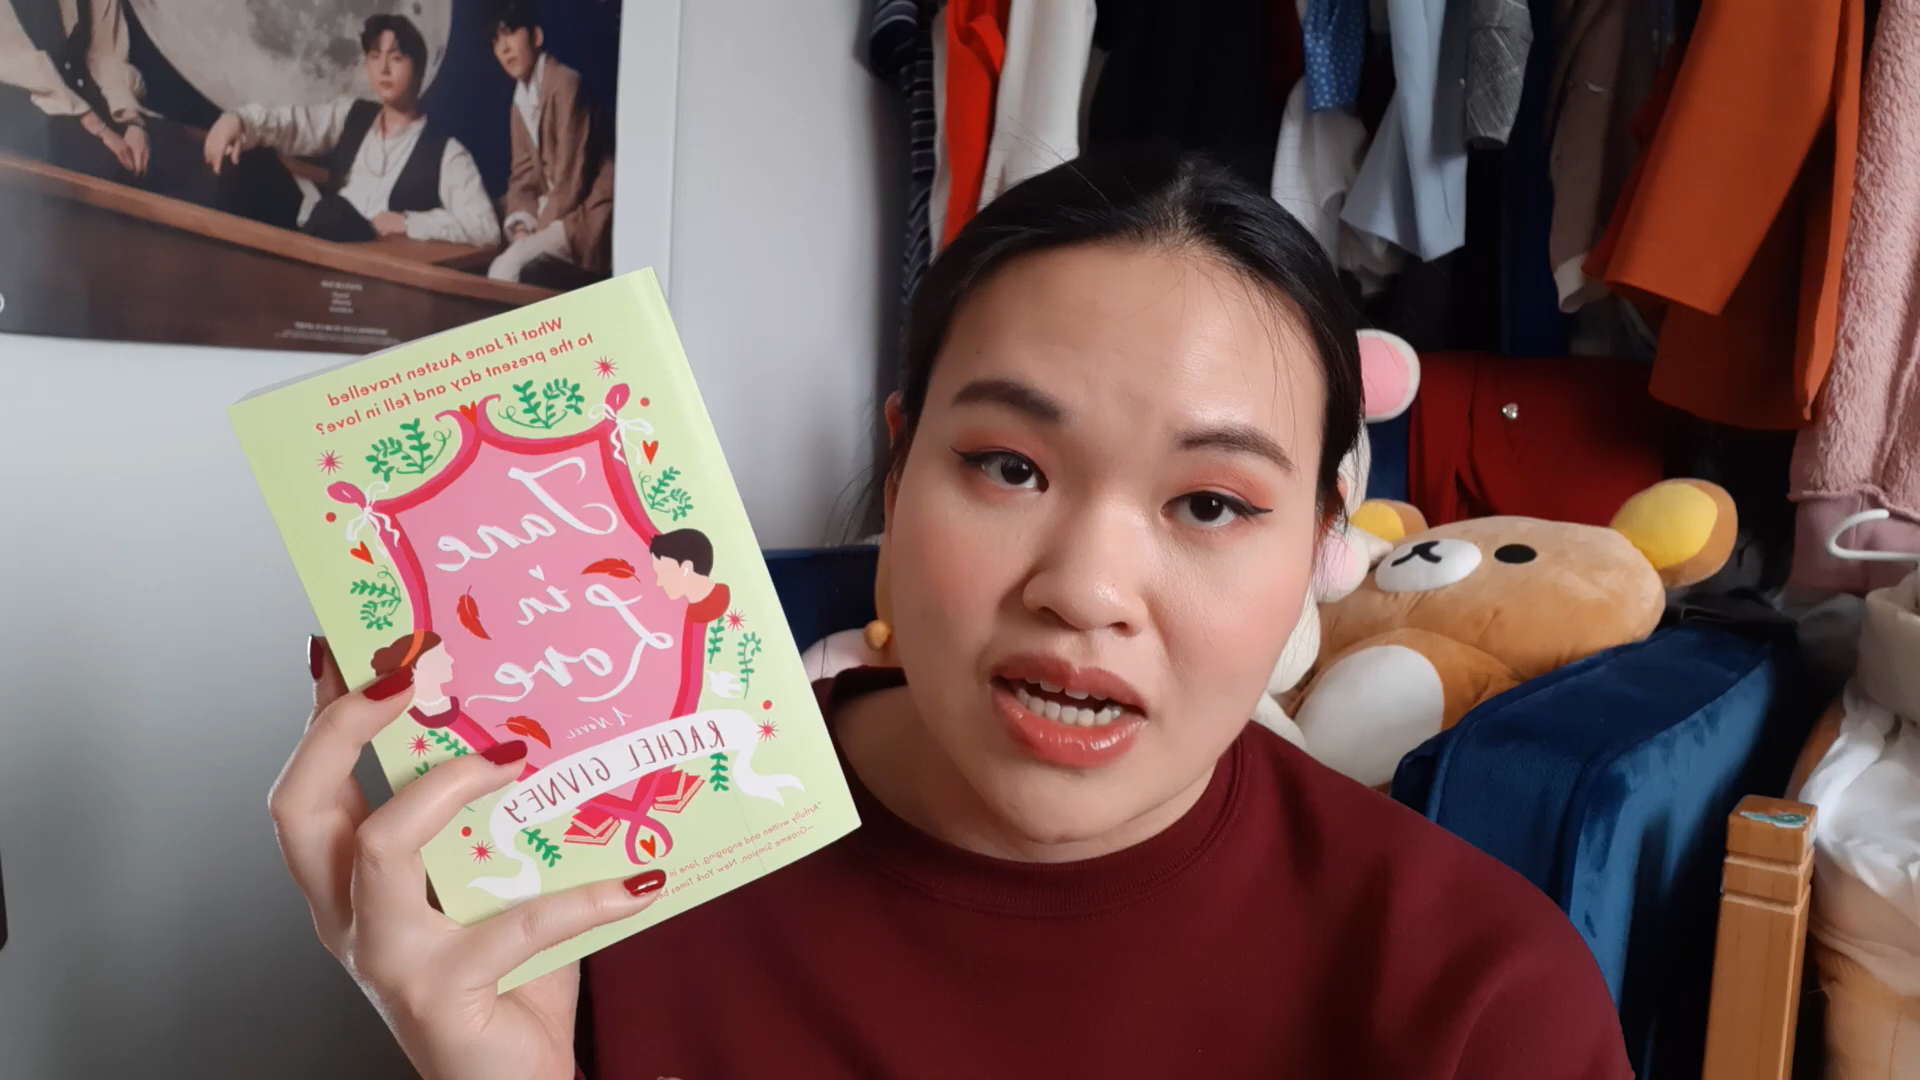 What if Jane Austen travelled
to the present day and fell in love?
Jane
in
Love
A NOVEL
RACHEL GIVNEY
"Artfully written and engaging, Jane in
—Graeme Simsion, New York Times